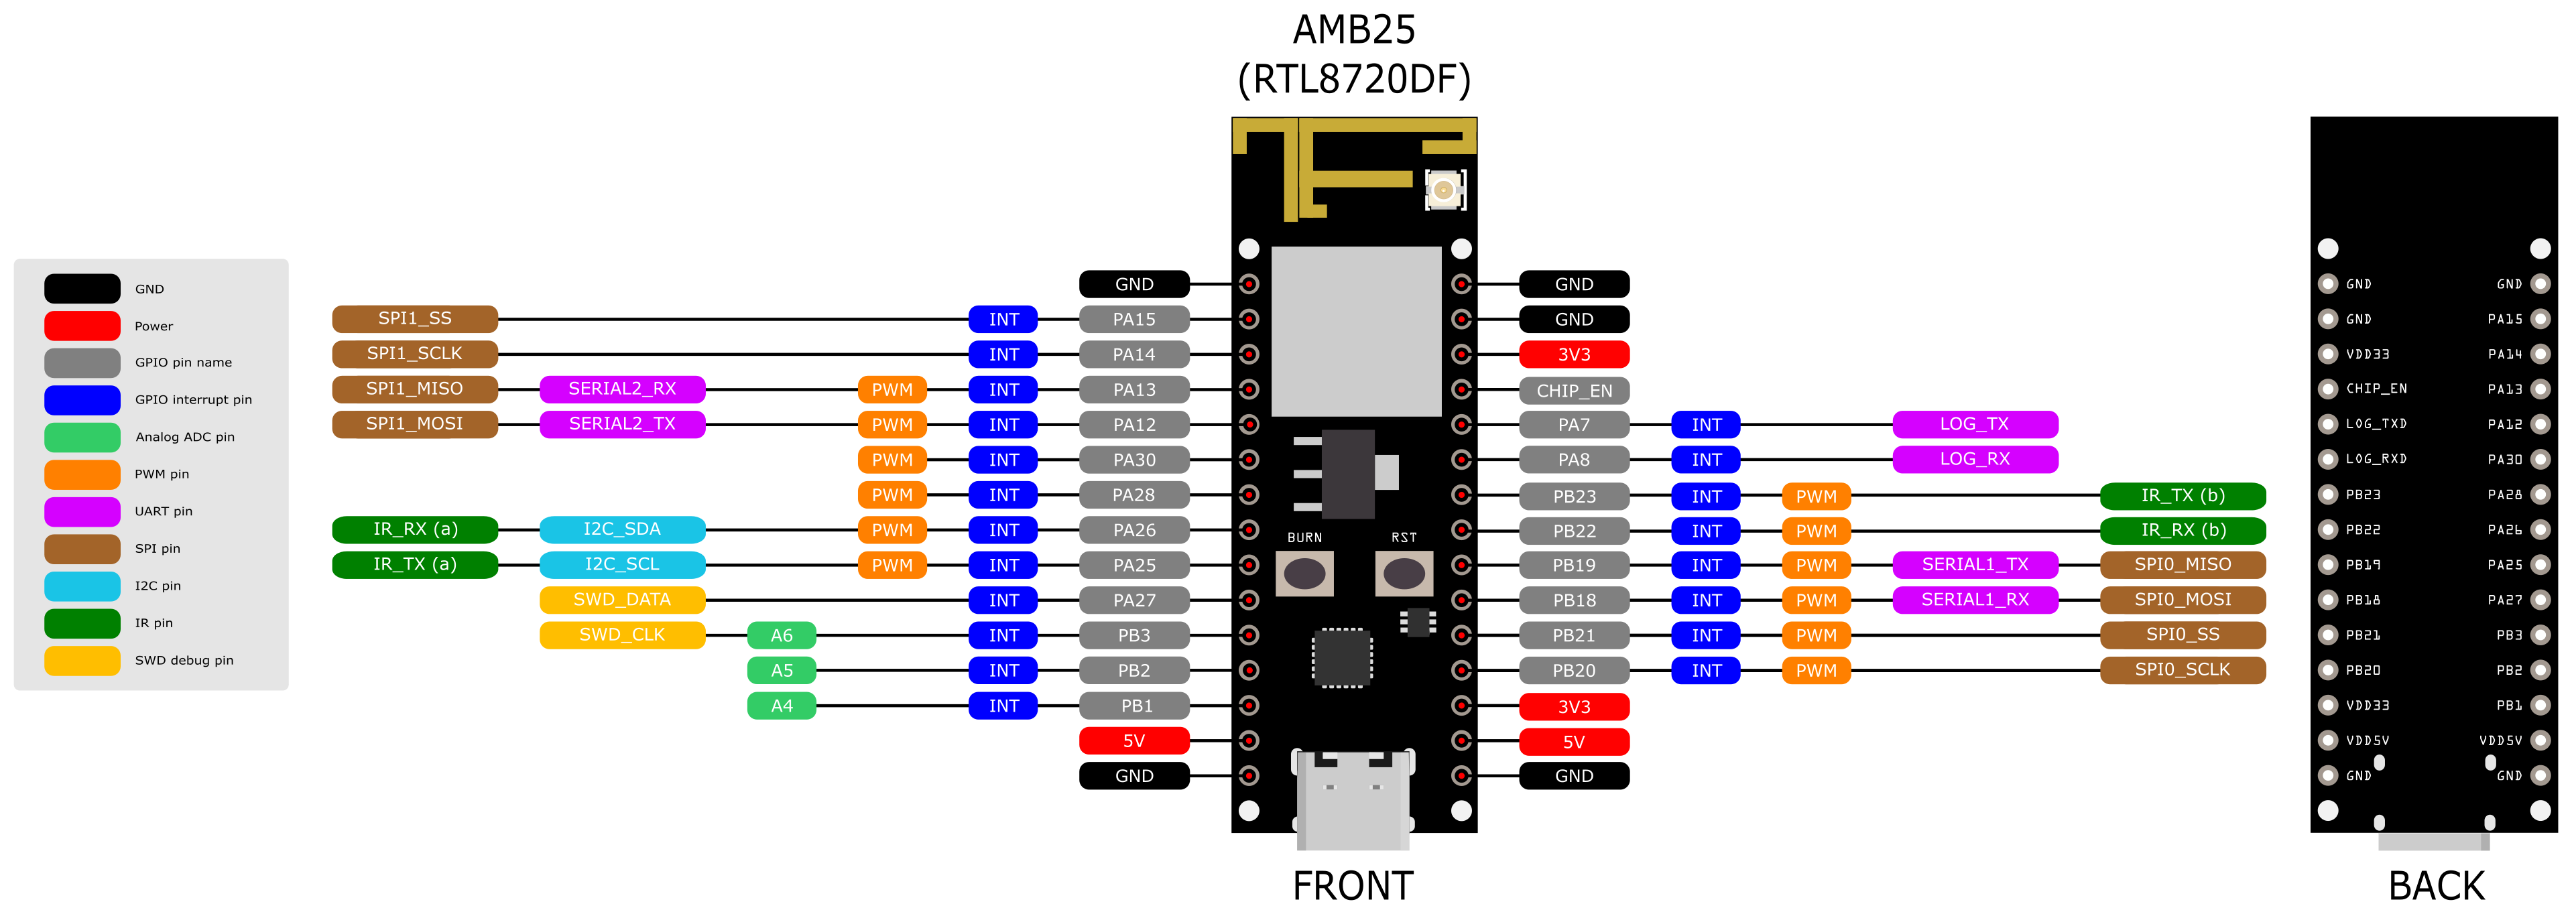 AMB25
(RTL8720DF)
GND
Power
GPIO pin name
GPIO interrupt pin
Analog ADC pin
PWM pin
UART pin
SPI pin
I2C pin
IR pin
SWD debug pin
GND
SPI1_SS INT PA15
SPI1_SCLK INT PA14
SPI1_MISO SERIAL2_RX PWM INT PA13
SPI1_MOSI SERIAL2_TX PWM INT PA12
PWM INT PA30
PWM INT PA28
IR_RX (a) I2C_SDA PWM INT PA26
IR_TX (a) I2C_SCL PWM INT PA25
SWD_DATA INT PA27
SWD_CLK A6 INT PB3
A5 INT PB2
A4 INT PB1
5V
GND
BURN RST
GND
GND
3V3
CHIP_EN
PA7 INT LOG_TX
PA8 INT LOG_RX
PB23 INT PWM IR_TX (b)
PB22 INT PWM IR_RX (b)
PB19 INT PWM SERIAL1_TX SPI0_MISO
PB18 INT PWM SERIAL1_RX SPI0_MOSI
PB21 INT PWM SPI0_SS
PB20 INT PWM SPI0_SCLK
3V3
5V
GND
FRONT
GND GND
GND PA15
VDD33 PA14
CHIP_EN PA13
LOG_TXD PA12
LOG_RXD PA30
PB23 PA28
PB22 PA26
PB19 PA25
PB18 PA27
PB21 PB3
PB20 PB2
VDD33 PB1
VDD5V VDD5V
GND GND
BACK